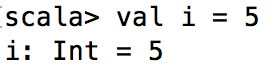 scala> val i = 5
i: Int = 5